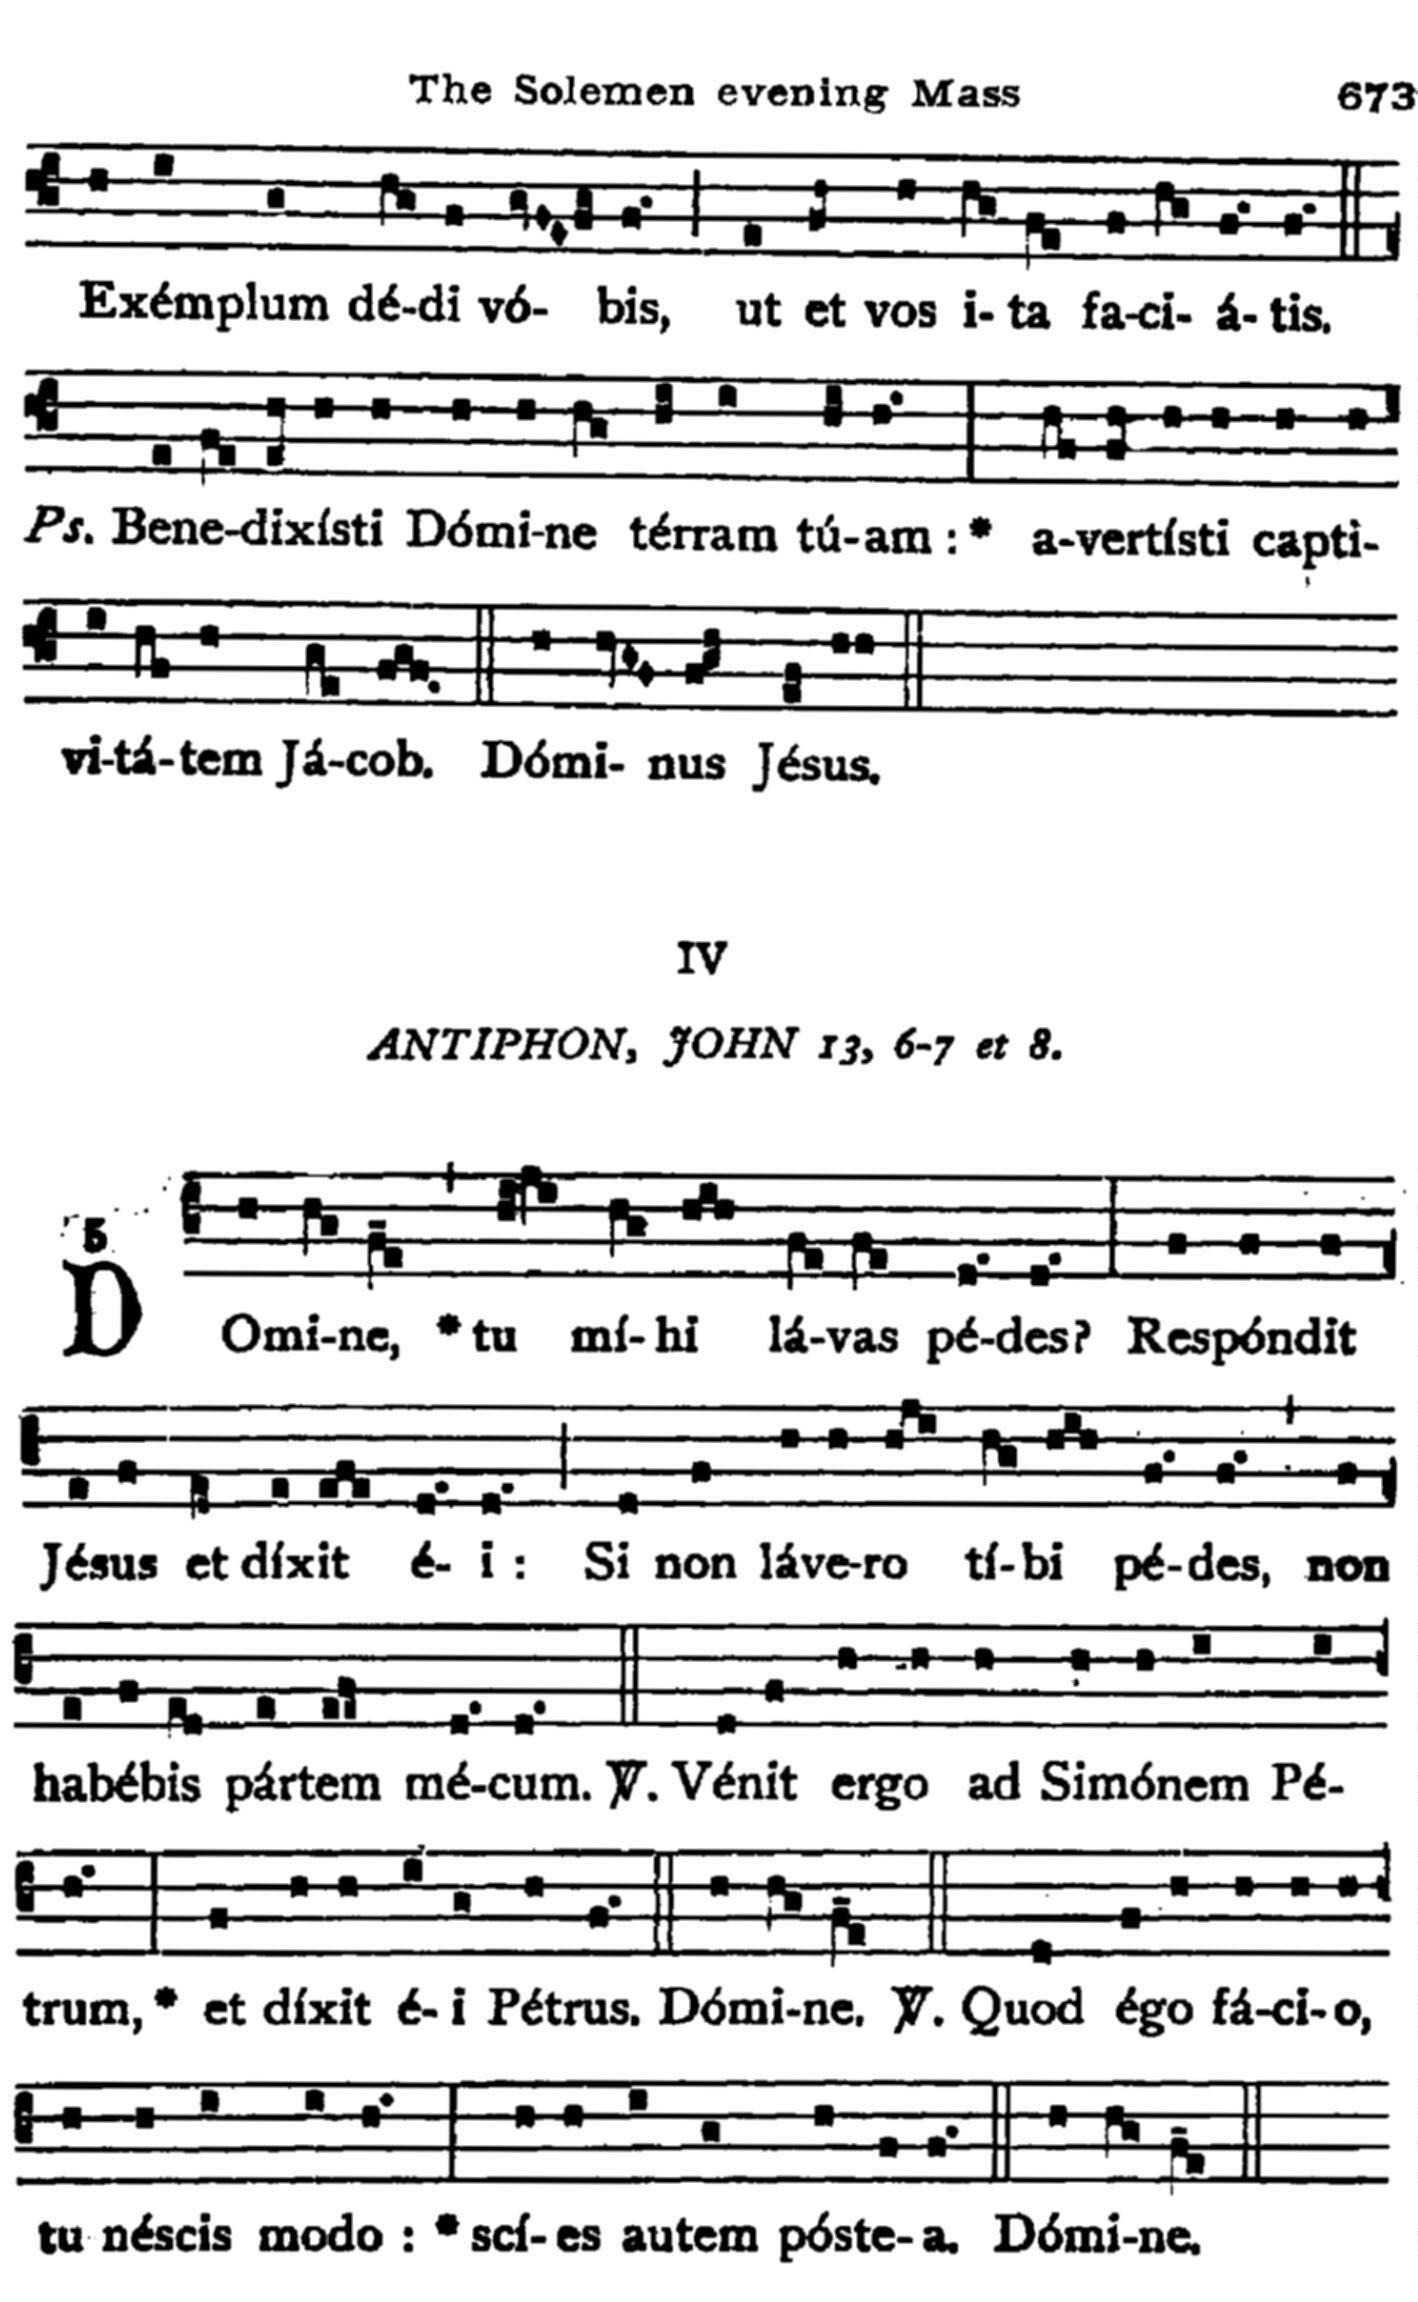 The Solemen evening Mass 673
Exémplum dé-di vó- bis, ut et vos i- ta fa-ci- á- tis.
Ps. Bene-dixísti Dómi-ne térram tú-am : * a-vertísti capti-
vi-tá-tem Já-cob. Dómi- nus Jésus.
IV
ANTIPHON, JOHN 13, 6-7 et 8.
5
DOmi-ne, * tu mí- hi lá-vas pé-des? Respóndit
Jésus et díxit é- i : Si non láve-ro tí-bi pé-des, non
habébis pártem mé-cum. ℣. Vénit ergo ad Simónem Pé-
trum, * et díxit é- i Pétrus. Dómi-ne. ℣. Quod égo fá-ci- o,
tu néscis modo : * scí- es autem póste- a. Dómi-ne.